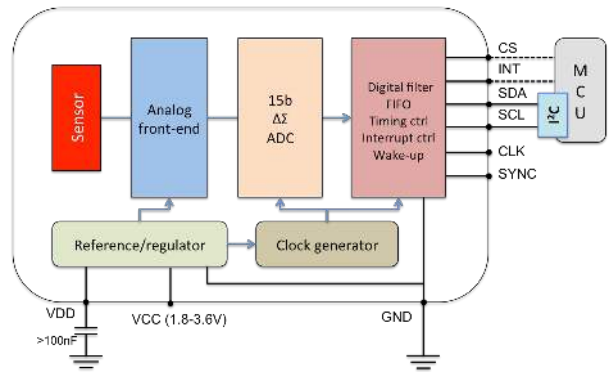 CS
INT
SDA
SCL
CLK
SYNC
M
C
U
I²C
Sensor
Analog
front-end
15b
ΔΣ
ADC
Digital filter
FIFO
Timing ctrl
Interrupt ctrl
Wake-up
Reference/regulator
Clock generator
VDD
VCC (1.8-3.6V)
GND
>100nF